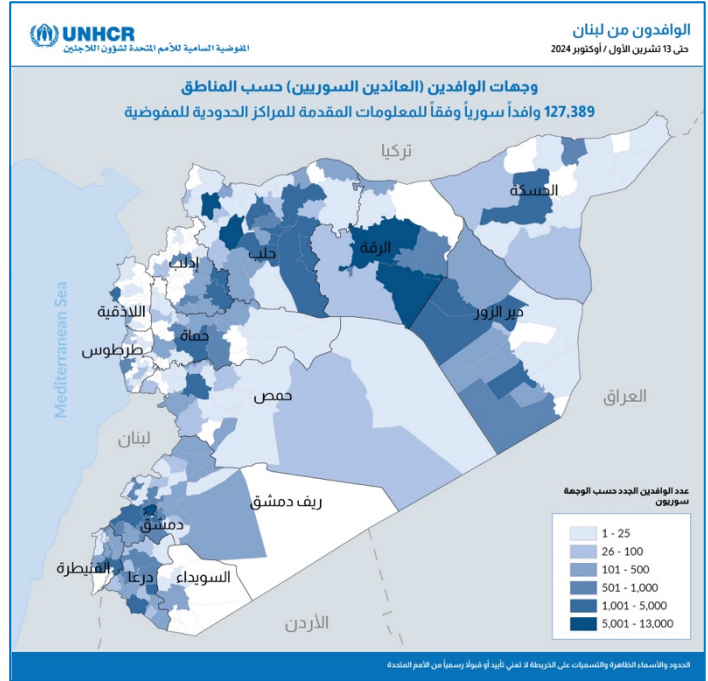 الوافدون من لبنان
حتى 13 تشرين الأول / أوكتوبر 2024
UNHCR
المفوضية السامية للأمم المتحدة لشؤون اللاجئين
وجهات الوافدين (العائدين السوريين) حسب المناطق
127,389 وافداً سورياً وفقاً للمعلومات المقدمة للمراكز الحدودية للمفوضية
تركيا
الحسكة
الرقة
حلب
إدلب
اللاذقية
دير الزور
حماة
طرطوس
Mediterranean Sea
حمص
العراق
لبنان
ريف دمشق
دمشق
القنيطرة
درعا
السويداء
الأردن
عدد الوافدين الجدد حسب الوجهة
سوريون
1 - 25
26 - 100
101 - 500
501 - 1,000
1,001 - 5,000
5,001 - 13,000
الحدود والأسماء الظاهرة والتسميات على الخريطة لا تعني تأييد أو قبولًا رسمياً من الأمم المتحدة